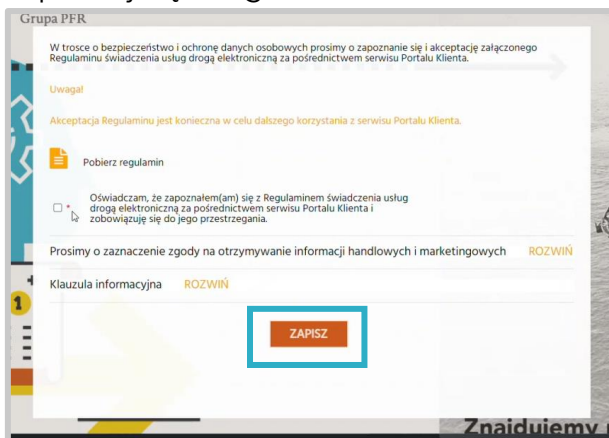 Grupa PFR
W trosce o bezpieczeństwo i ochronę danych osobowych prosimy o zapoznanie się i akceptację załączonego
Regulaminu świadczenia usług drogą elektroniczną za pośrednictwem serwisu Portalu Klienta.
Uwaga!
Akceptacja Regulaminu jest konieczna w celu dalszego korzystania z serwisu Portalu Klienta.
Pobierz regulamin
* Oświadczam, że zapoznałem(am) się z Regulaminem świadczenia usług
drogą elektroniczną za pośrednictwem serwisu Portalu Klienta i
zobowiązuję się do jego przestrzegania.
Prosimy o zaznaczenie zgody na otrzymywanie informacji handlowych i marketingowych ROZWIŃ
Klauzula informacyjna ROZWIŃ
1
ZAPISZ
Znajdujemy